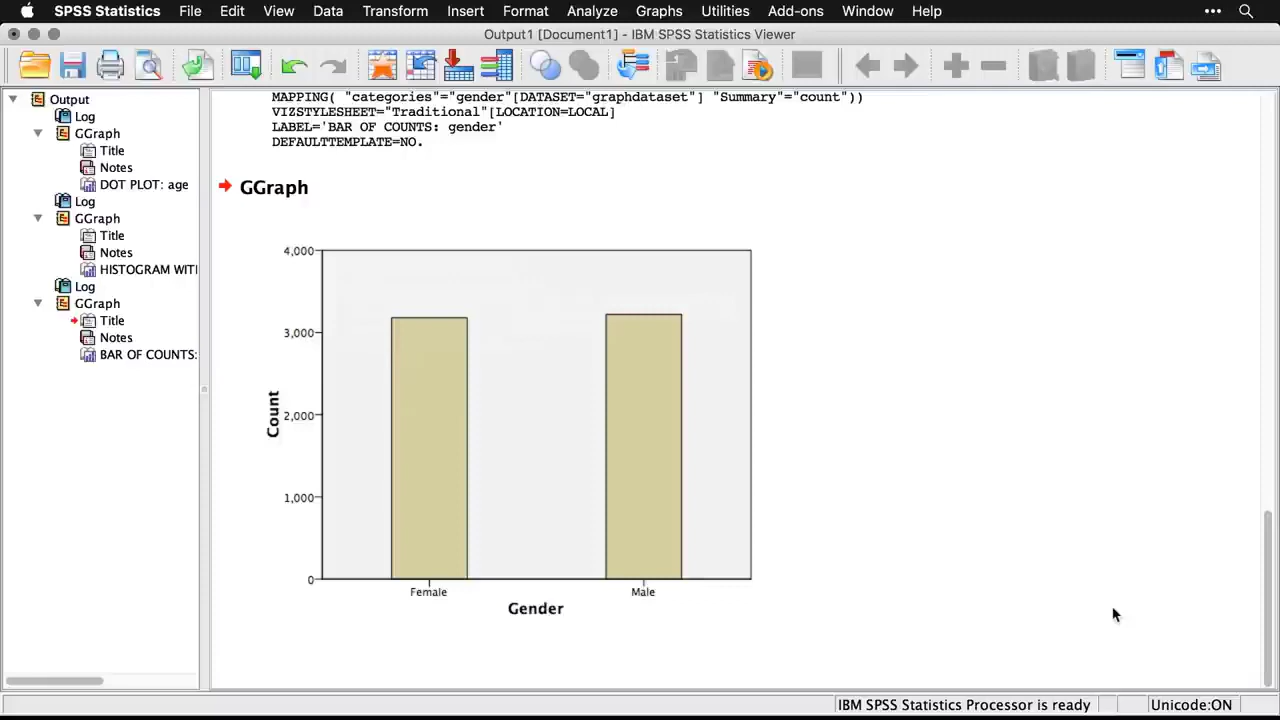 SPSS Statistics File Edit View Data Transform Insert Format Analyze Graphs Utilities Add-ons Window Help
Output1 [Document1] - IBM SPSS Statistics Viewer
Output
Log
GGraph
Title
Notes
DOT PLOT: age
Log
GGraph
Title
Notes
HISTOGRAM WITH
Log
GGraph
Title
Notes
BAR OF COUNTS:
MAPPING( "categories"="gender"[DATASET="graphdataset"] "Summary"="count"))
VIZSTYLESHEET="Traditional"[LOCATION=LOCAL]
LABEL='BAR OF COUNTS: gender'
DEFAULTTEMPLATE=NO.
GGraph
4,000
3,000
2,000
1,000
0
Count
Female Male
Gender
IBM SPSS Statistics Processor is ready Unicode:ON